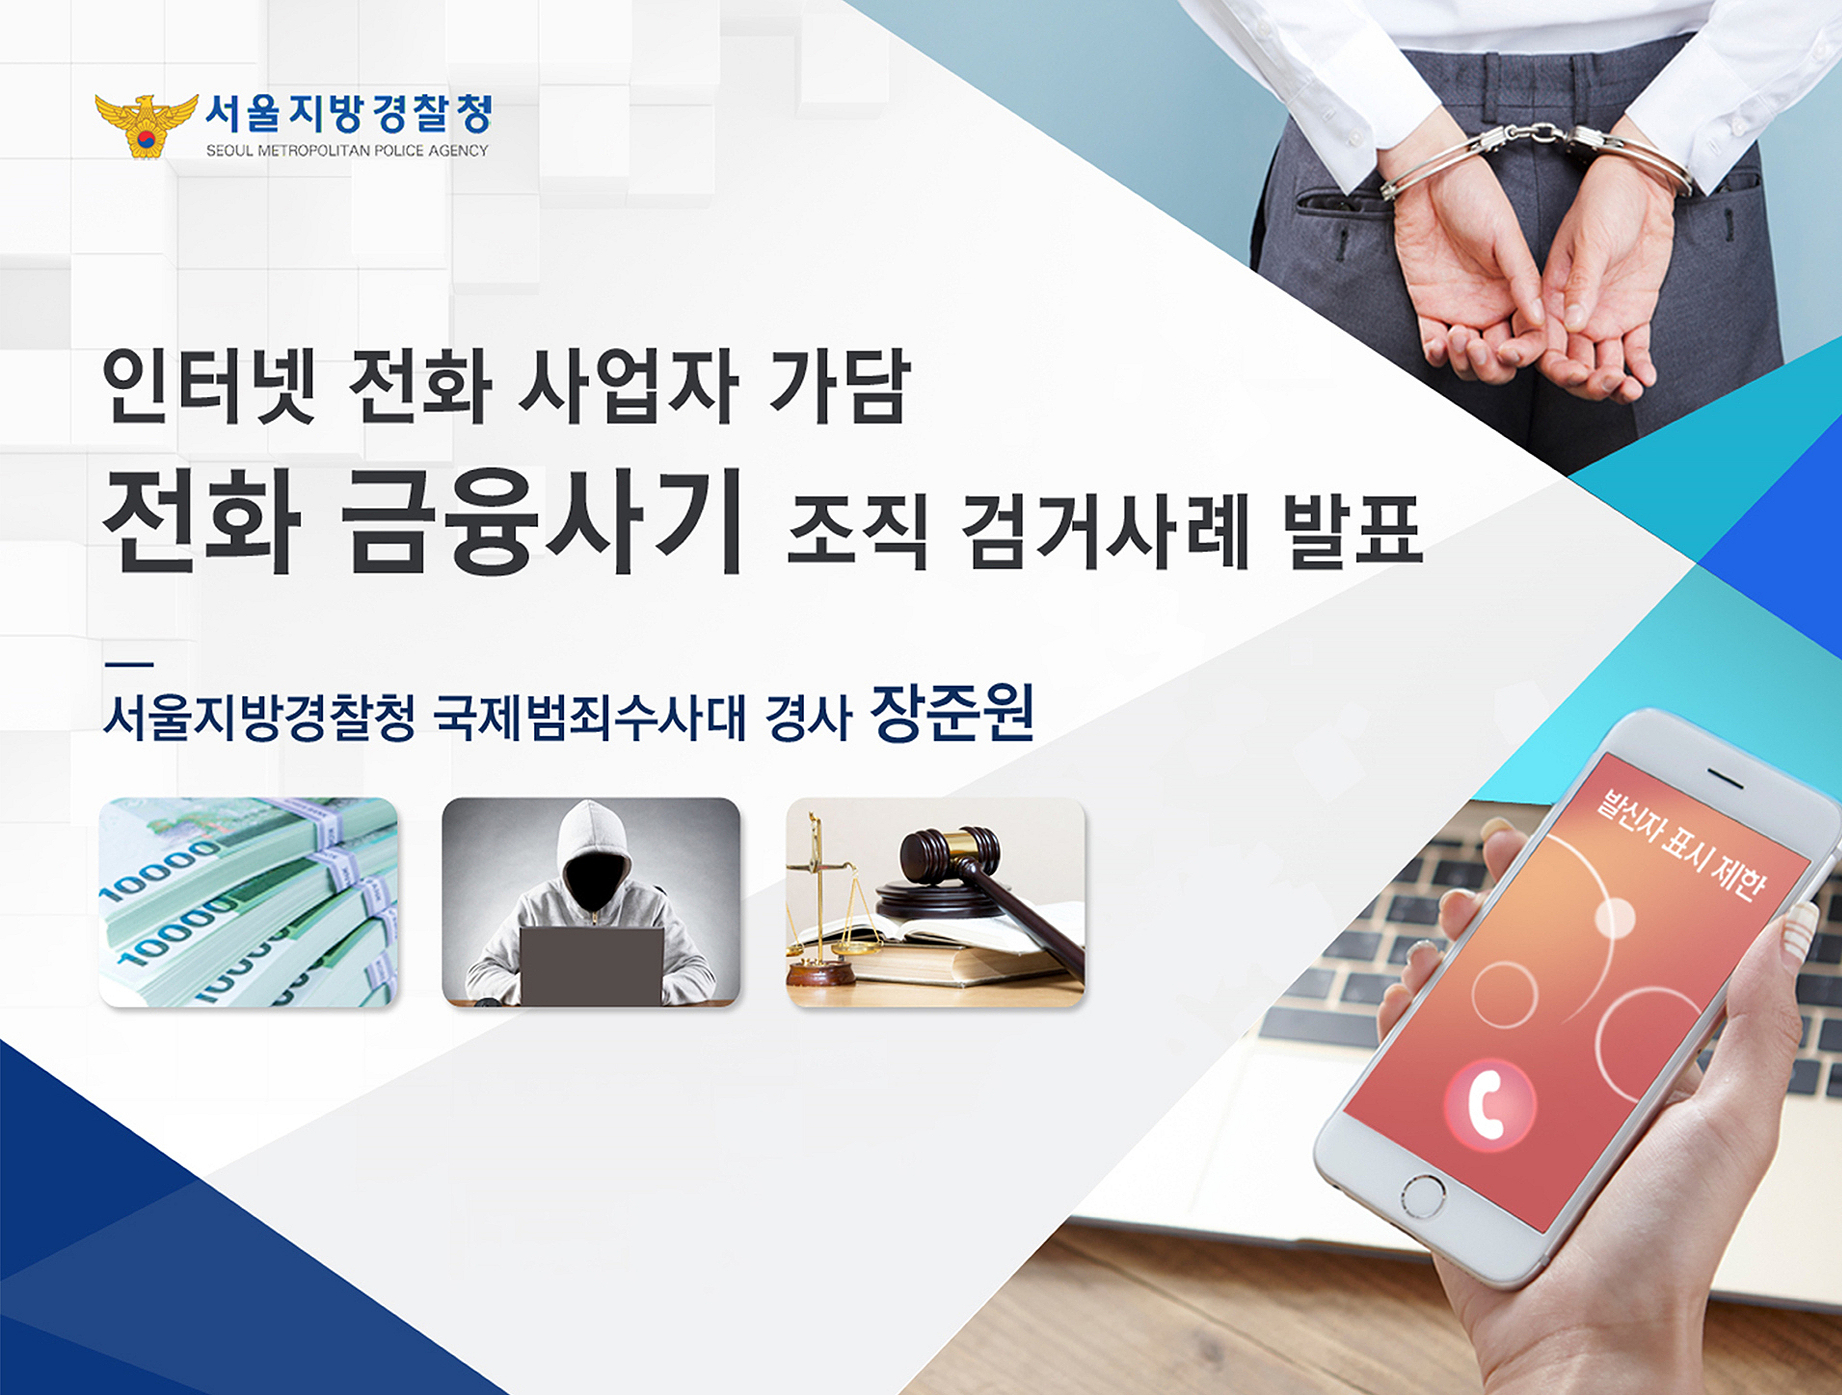 서울지방경찰청
SEOUL METROPOLITAN POLICE AGENCY
인터넷 전화 사업자 가담
전화 금융사기 조직 검거사례 발표
서울지방경찰청 국제범죄수사대 경사 장준원
10000
10000
발신자 표시 제한